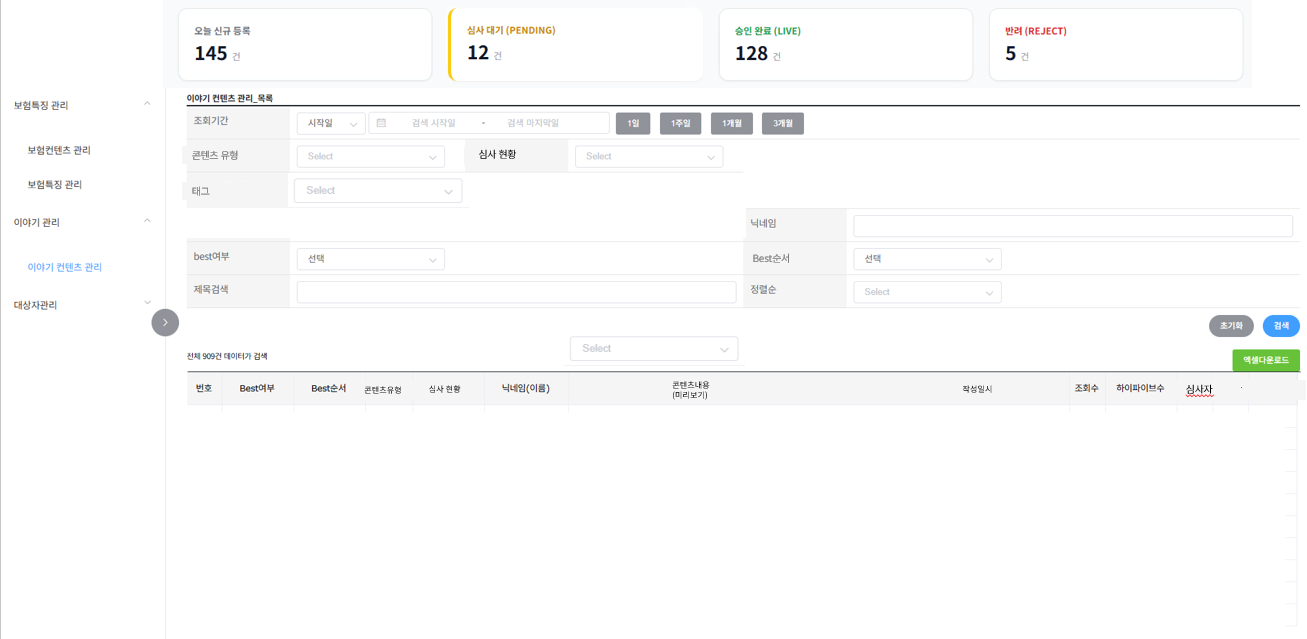 오늘 신규 등록
145 건
심사 대기 (PENDING)
12 건
승인 완료 (LIVE)
128 건
반려 (REJECT)
5 건
보험특징 관리
보험컨텐츠 관리
보험특징 관리
이야기 관리
이야기 컨텐츠 관리
대상자관리
이야기 컨텐츠 관리_목록
조회기간 시작일 검색 시작일 - 검색 마지막일 1일 1주일 1개월 3개월
콘텐츠 유형 Select 심사 현황 Select
태그 Select
닉네임
best여부 선택 Best순서 선택
제목검색 정렬순 Select
초기화 검색
Select
전체 909건 데이터가 검색 엑셀다운로드
번호 Best여부 Best순서 콘텐츠유형 심사 현황 닉네임(이름) 콘텐츠내용 작성일시 조회수 하이파이브수 심사자
(미리보기)